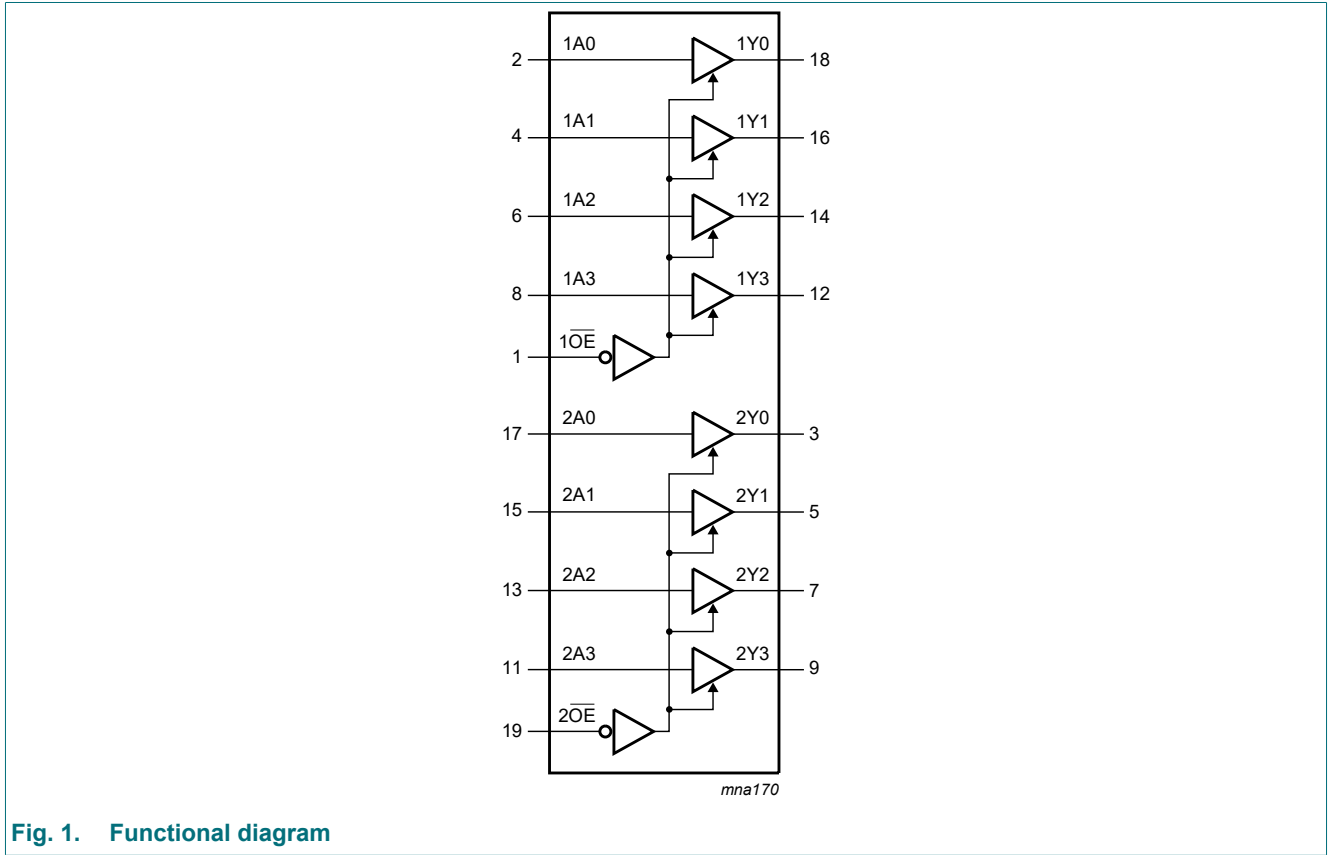 2 1A0 1Y0 18
4 1A1 1Y1 16
6 1A2 1Y2 14
8 1A3 1Y3 12
1 1O̅E̅
17 2A0 2Y0 3
15 2A1 2Y1 5
13 2A2 2Y2 7
11 2A3 2Y3 9
19 2O̅E̅
mna170
Fig. 1. Functional diagram